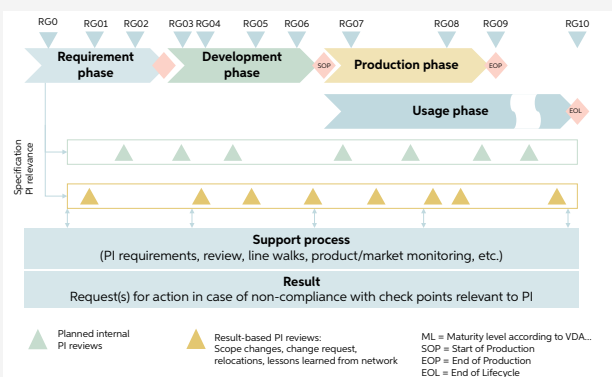 RG0 RG01 RG02 RG03 RG04 RG05 RG06 RG07 RG08 RG09 RG10
Requirement
phase
Development
phase
SOP
Production phase
EOP
Usage phase
EOL
Specification
PI relevance
Support process
(PI requirements, review, line walks, product/market monitoring, etc.)
Result
Request(s) for action in case of non-compliance with check points relevant to PI
Planned internal
PI reviews
Result-based PI reviews:
Scope changes, change request,
relocations, lessons learned from network
ML = Maturity level according to VDA...
SOP = Start of Production
EOP = End of Production
EOL = End of Lifecycle